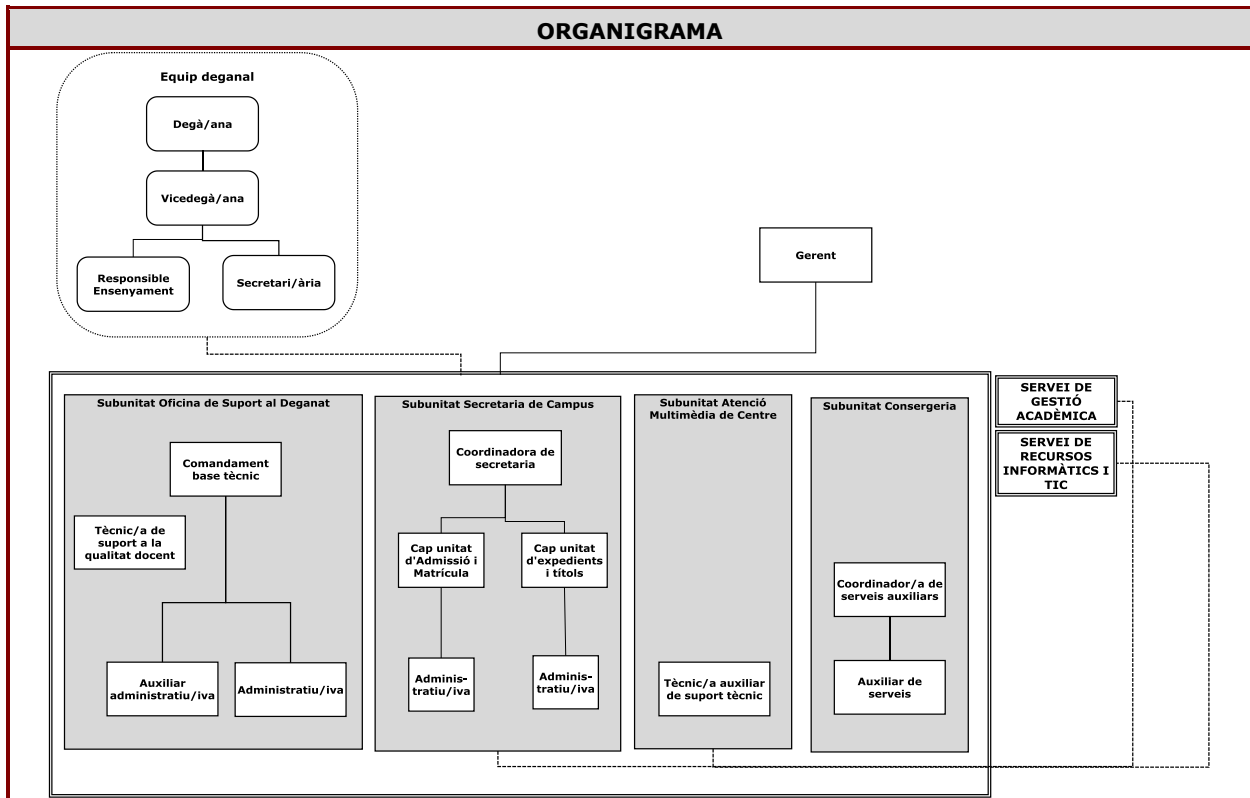 ORGANIGRAMA
Equip deganal
Degà/ana
Vicedegà/ana
Responsible
Ensenyament
Secretari/ària
Gerent
Subunitat Oficina de Suport al Deganat
Comandament
base tècnic
Tècnic/a de
suport a la
qualitat docent
Auxiliar
administratiu/iva
Administratiu/iva
Subunitat Secretaria de Campus
Coordinadora de
secretaria
Cap unitat
d'Admissió i
Matrícula
Cap unitat
d'expedients
i títols
Adminis-
tratiu/iva
Adminis-
tratiu/iva
Subunitat Atenció
Multimèdia de Centre
Tècnic/a auxiliar
de suport tècnic
Subunitat Consergeria
Coordinador/a de
serveis auxiliars
Auxiliar de
serveis
SERVEI DE
GESTIÓ
ACADÈMICA
SERVEI DE
RECURSOS
INFORMÀTICS I
TIC